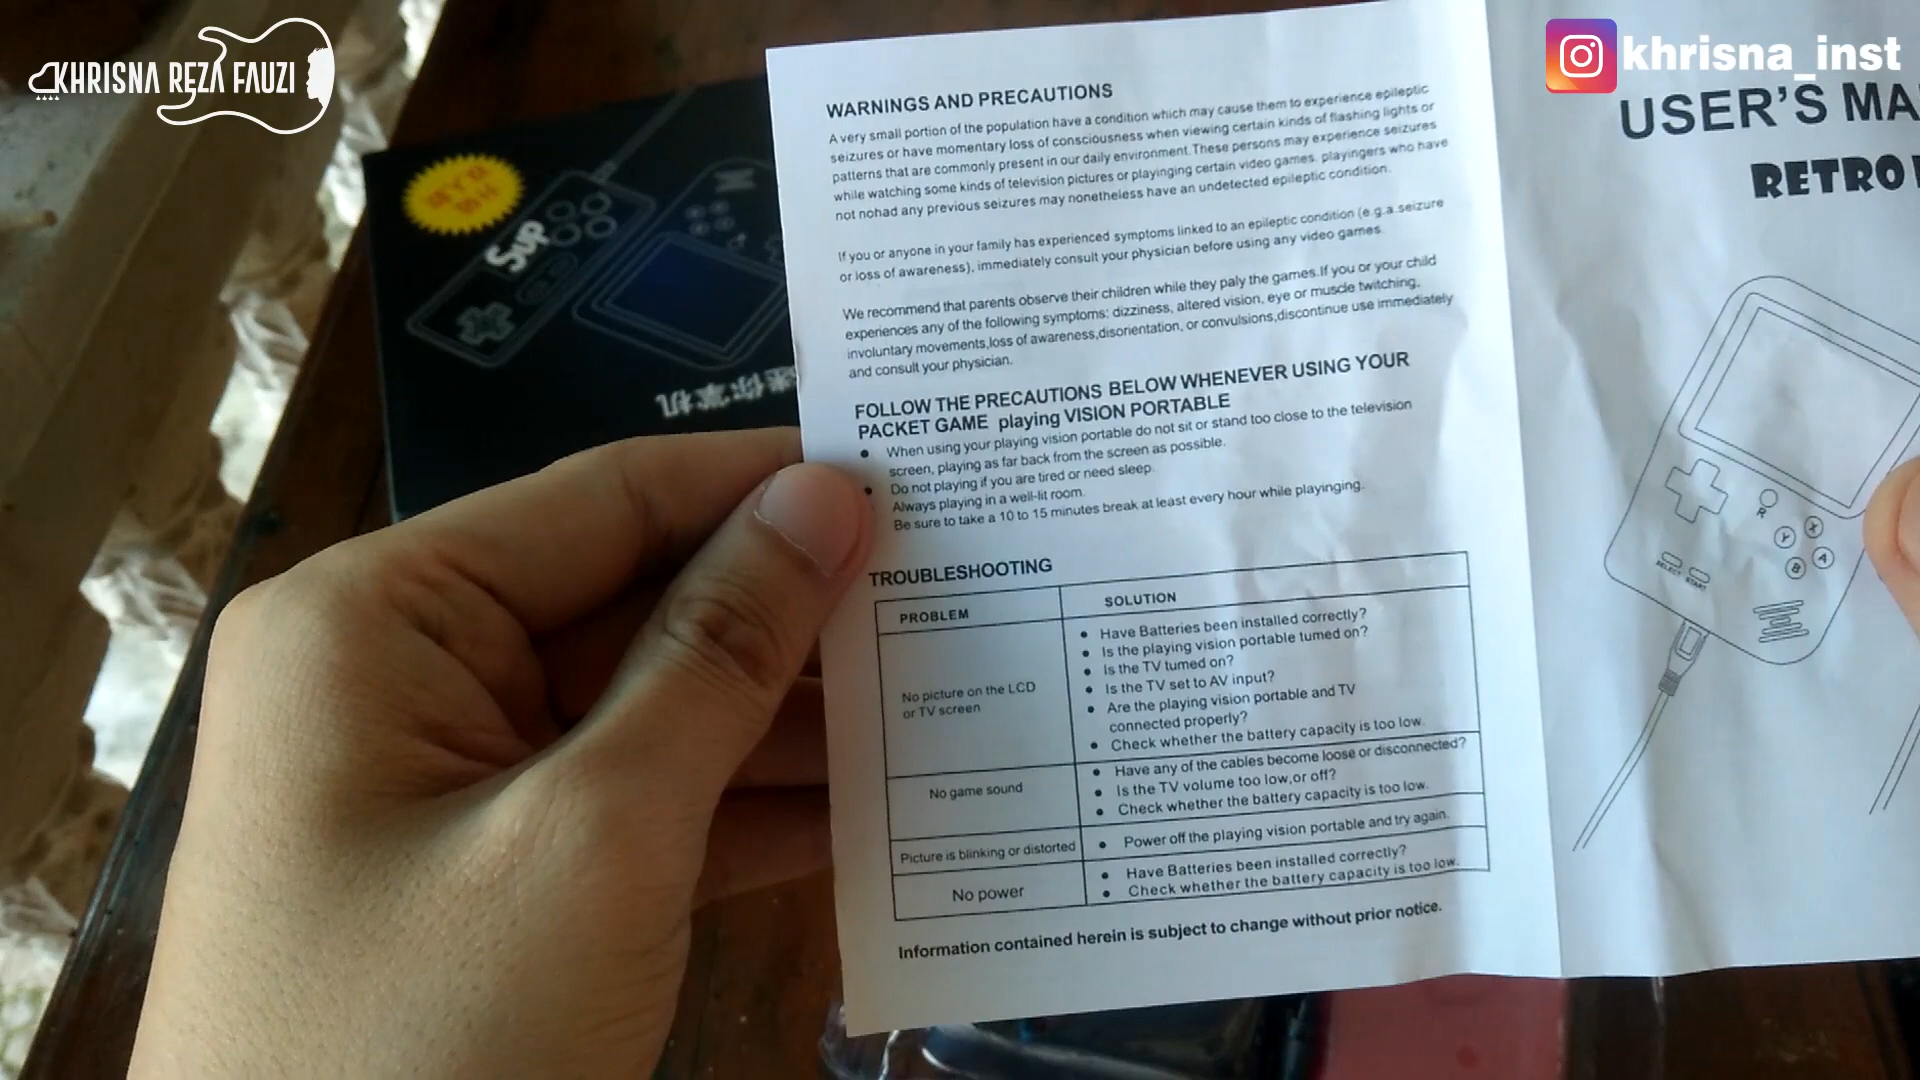 KHRISNA REZA FAUZI
khrisna_inst
WARNINGS AND PRECAUTIONS
A very small portion of the population have a condition which may cause them to experience epileptic
seizures or have momentary loss of consciousness when viewing certain kinds of flashing lights or
patterns that are commonly present in our daily environment.These persons may experience seizures
while watching some kinds of television pictures or playinging certain video games. playingers who have
not nohad any previous seizures may nonetheless have an undetected epileptic condition.
If you or anyone in your family has experienced symptoms linked to an epileptic condition (e.g.a.seizure
or loss of awareness), immediately consult your physician before using any video games.
We recommend that parents observe their children while they paly the games.If you or your child
experiences any of the following symptoms: dizziness, altered vision, eye or muscle twitching,
involuntary movements,loss of awareness,disorientation, or convulsions,discontinue use immediately
and consult your physician.
FOLLOW THE PRECAUTIONS BELOW WHENEVER USING YOUR
PACKET GAME playing VISION PORTABLE
● When using your playing vision portable do not sit or stand too close to the television
screen, playing as far back from the screen as possible.
● Do not playing if you are tired or need sleep.
Always playing in a well-lit room.
Be sure to take a 10 to 15 minutes break at least every hour while playinging.
TROUBLESHOOTING
PROBLEM SOLUTION
No picture on the LCD
or TV screen
● Have Batteries been installed correctly?
● Is the playing vision portable tumed on?
● Is the TV tumed on?
● Is the TV set to AV input?
● Are the playing vision portable and TV
connected properly?
● Check whether the battery capacity is too low.
No game sound
● Have any of the cables become loose or disconnected?
● Is the TV volume too low,or off?
● Check whether the battery capacity is too low.
Picture is blinking or distorted
● Power off the playing vision portable and try again.
No power
● Have Batteries been installed correctly?
● Check whether the battery capacity is too low.
Information contained herein is subject to change without prior notice.
USER'S MA
RETRO
R
X
Y
A
B
SELECT START
Sup